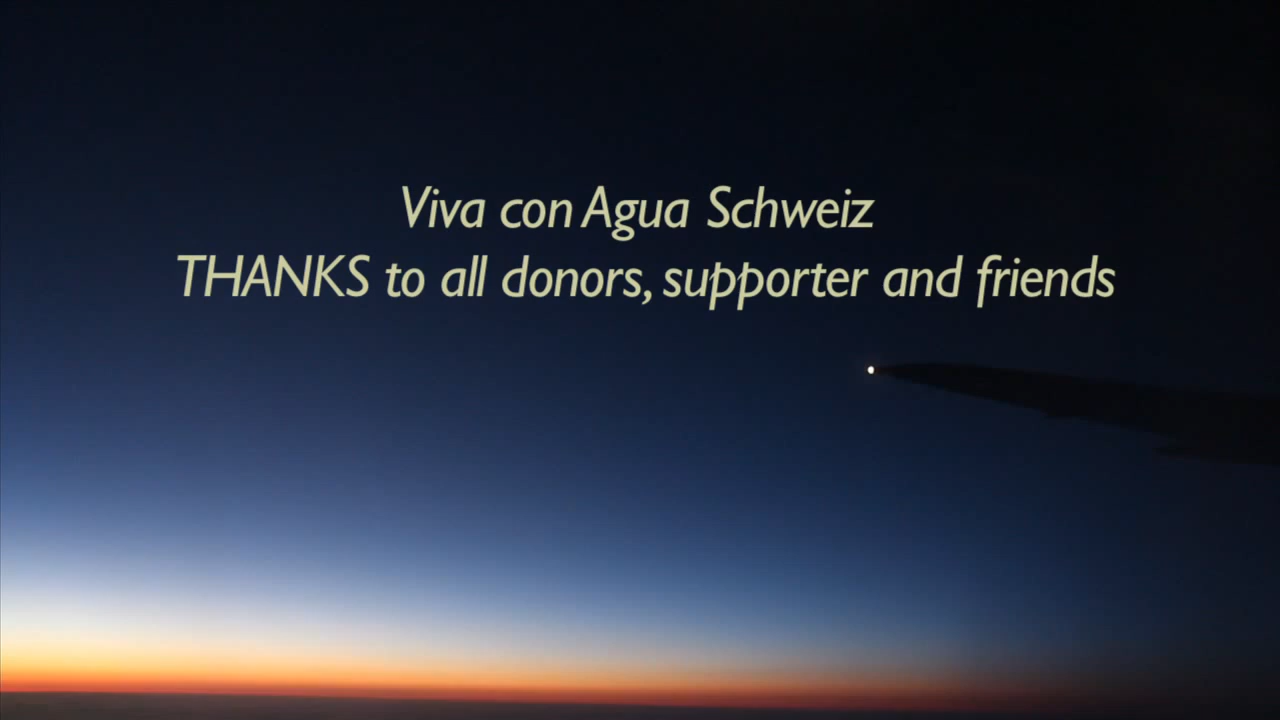 Viva con Agua Schweiz
THANKS to all donors, supporter and friends